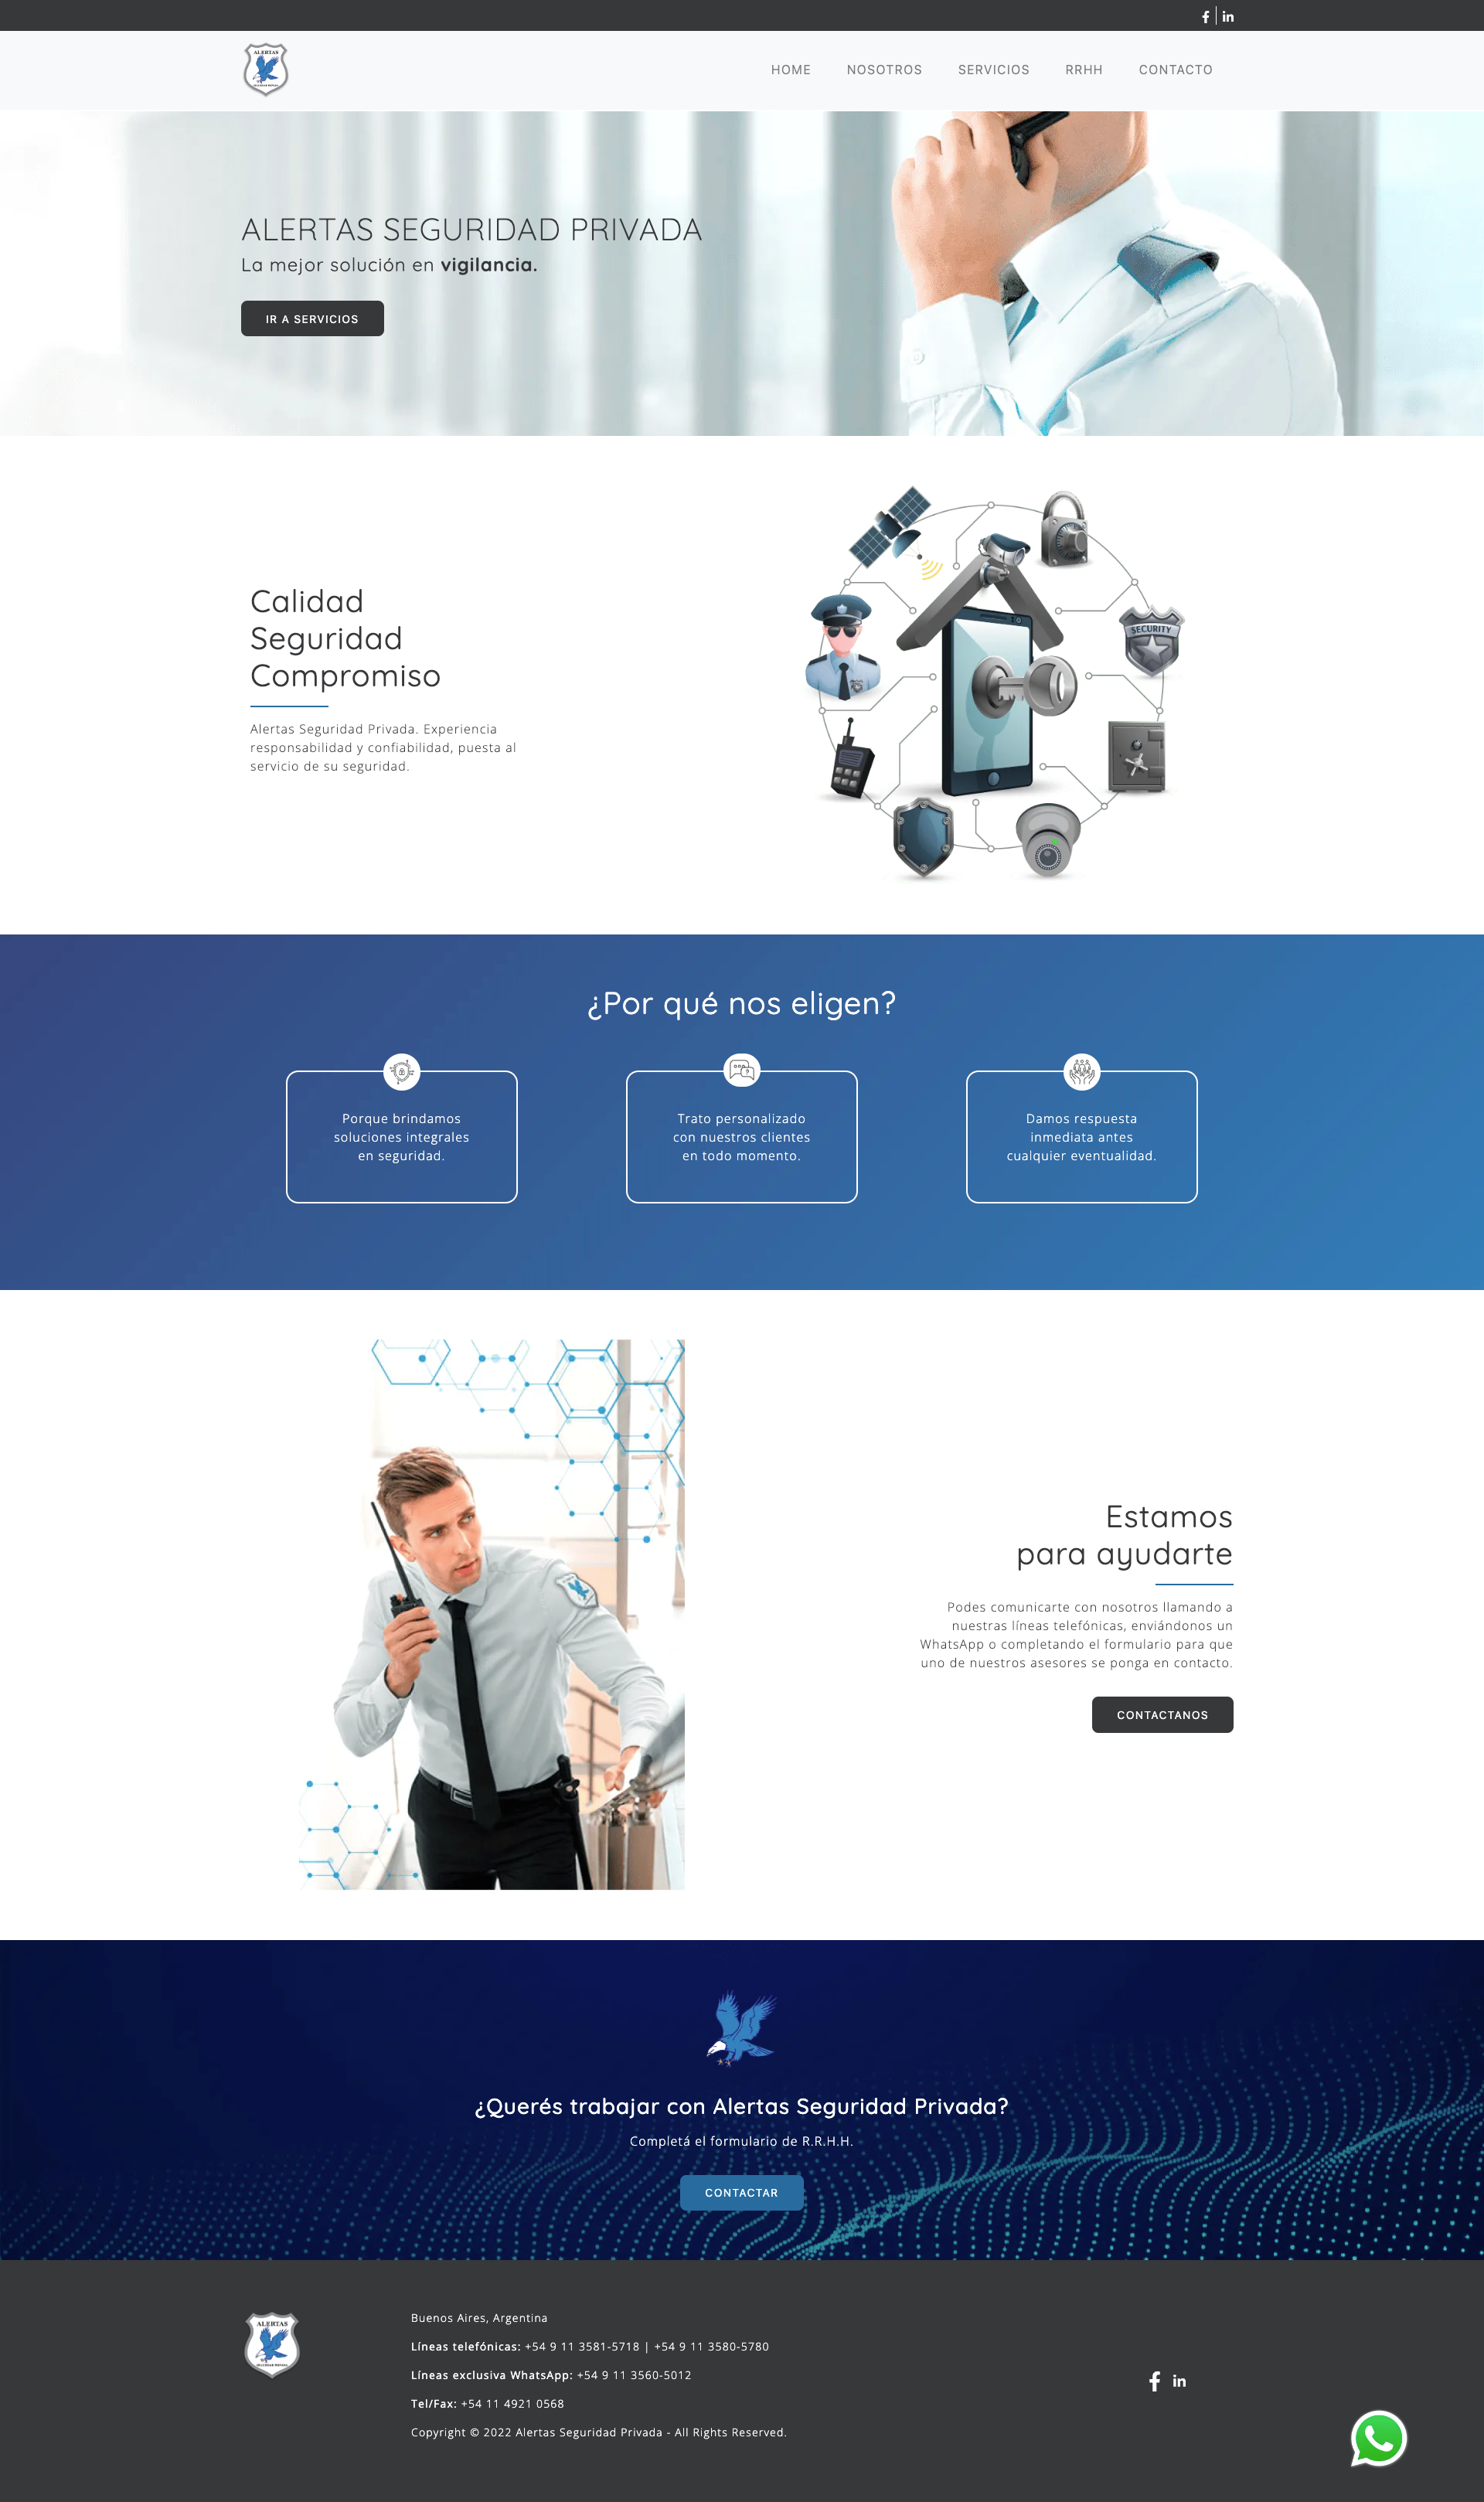 ALERTAS
HOME NOSOTROS SERVICIOS RRHH CONTACTO
ALERTAS SEGURIDAD PRIVADA
La mejor solución en vigilancia.
IR A SERVICIOS
Calidad
Seguridad
Compromiso
Alertas Seguridad Privada. Experiencia
responsabilidad y confiabilidad, puesta al
servicio de su seguridad.
SECURITY
¿Por qué nos eligen?
Porque brindamos
soluciones integrales
en seguridad.
Trato personalizado
con nuestros clientes
en todo momento.
Damos respuesta
inmediata antes
cualquier eventualidad.
Estamos
para ayudarte
Podes comunicarte con nosotros llamando a
nuestras líneas telefónicas, enviándonos un
WhatsApp o completando el formulario para que
uno de nuestros asesores se ponga en contacto.
CONTACTANOS
¿Querés trabajar con Alertas Seguridad Privada?
Completá el formulario de R.R.H.H.
CONTACTAR
ALERTAS
Buenos Aires, Argentina
Líneas telefónicas: +54 9 11 3581-5718 | +54 9 11 3580-5780
Líneas exclusiva WhatsApp: +54 9 11 3560-5012
Tel/Fax: +54 11 4921 0568
Copyright © 2022 Alertas Seguridad Privada - All Rights Reserved.